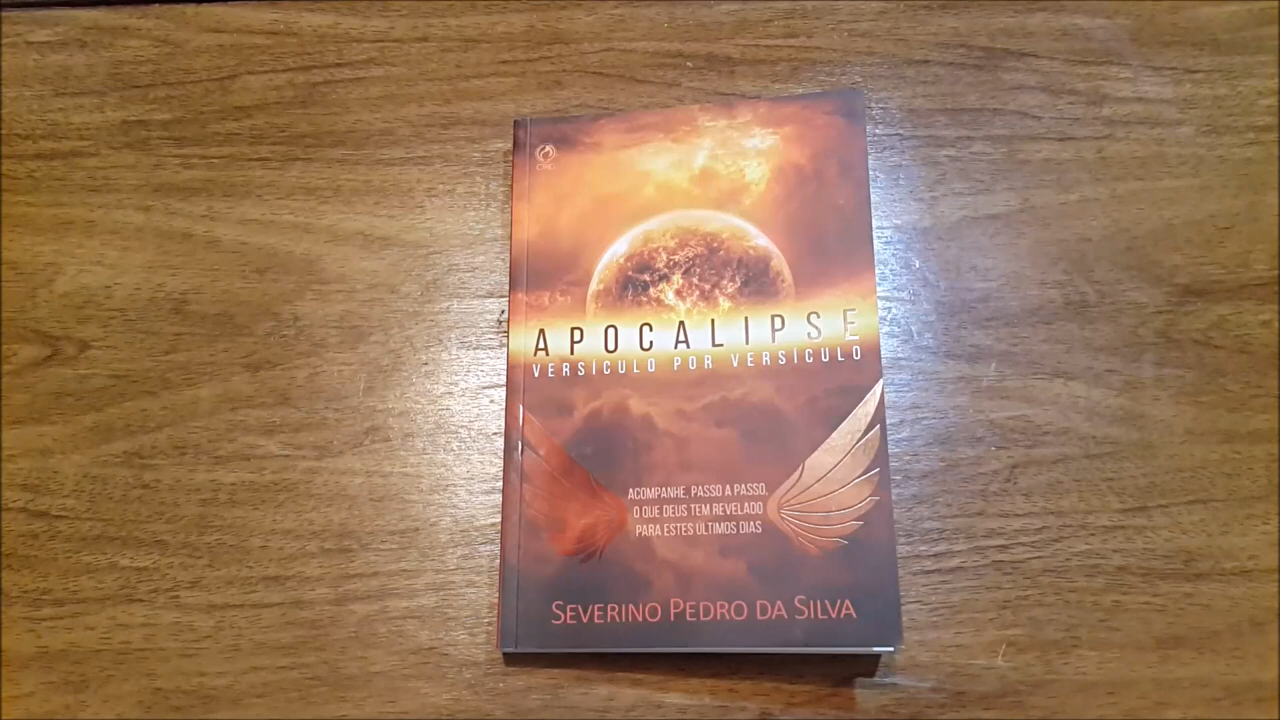 CPAD
APOCALIPSE
VERSÍCULO POR VERSÍCULO
ACOMPANHE, PASSO A PASSO,
O QUE DEUS TEM REVELADO
PARA ESTES ÚLTIMOS DIAS
SEVERINO PEDRO DA SILVA